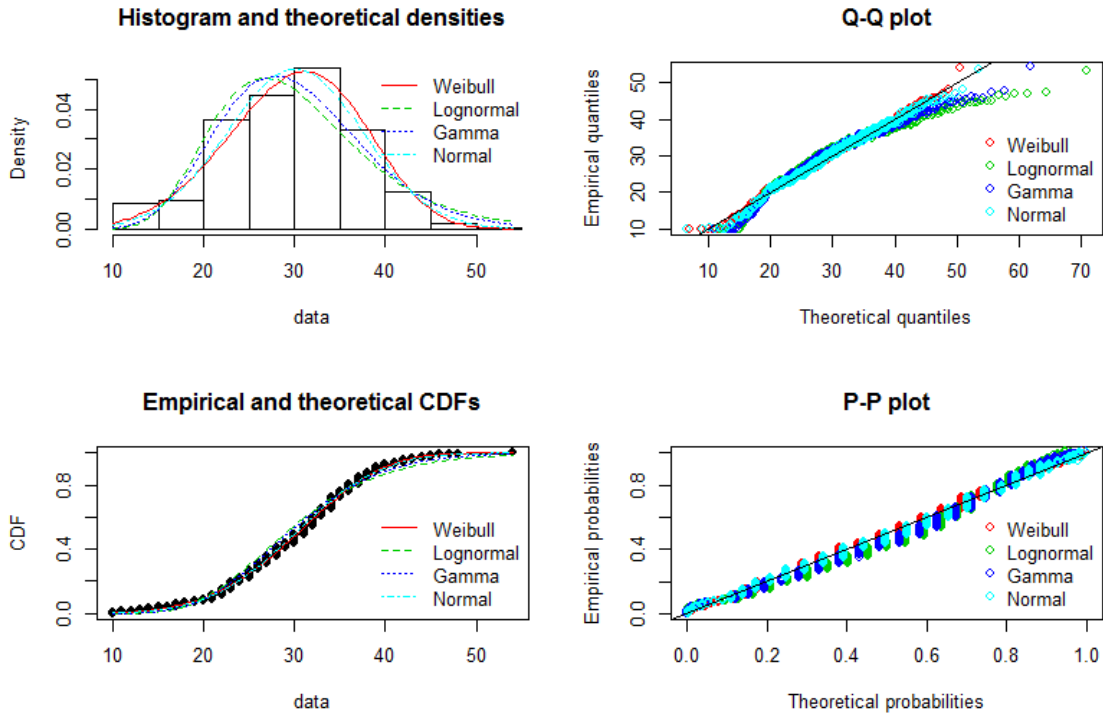 Histogram and theoretical densities
Density
0.00
0.02
0.04
Weibull
Lognormal
Gamma
Normal
10
20
30
40
50
data
Q-Q plot
Empirical quantiles
10
20
30
40
50
Weibull
Lognormal
Gamma
Normal
10
20
30
40
50
60
70
Theoretical quantiles
Empirical and theoretical CDFs
CDF
0.0
0.4
0.8
Weibull
Lognormal
Gamma
Normal
10
20
30
40
50
data
P-P plot
Empirical probabilities
0.0
0.4
0.8
Weibull
Lognormal
Gamma
Normal
0.0
0.2
0.4
0.6
0.8
1.0
Theoretical probabilities